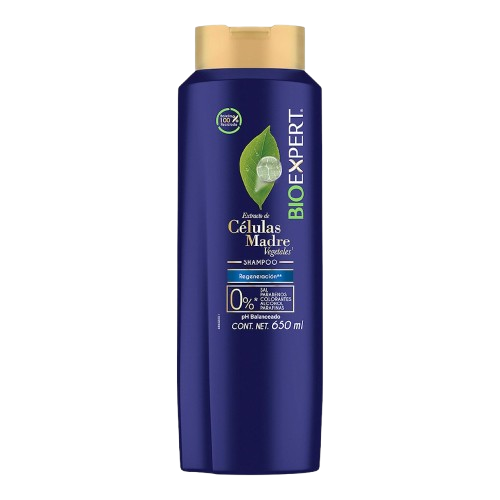 100%
BIOEXPERT
Extracto de
Células
Madre
Vegetales
SHAMPOO
Regeneración**
0%*
SAL
PARABENOS
COLORANTES
ALCOHOL
PARAFINAS
pH Balanceado
CONT. NET. 650 ml